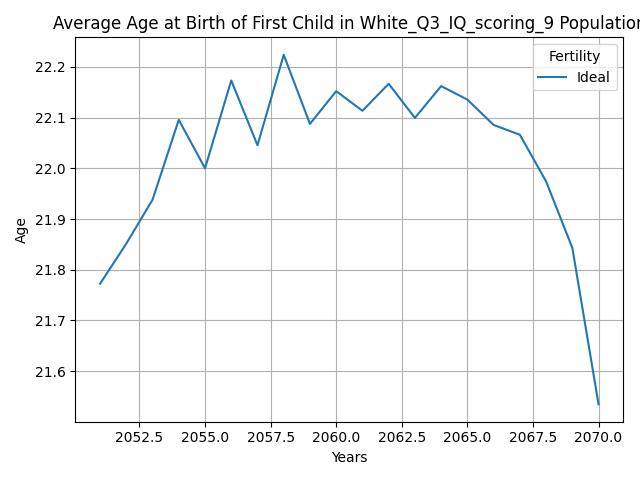 Average Age at Birth of First Child in White_Q3_IQ_scoring_9 Population
Fertility
Ideal
22.2
22.1
22.0
21.9
21.8
21.7
21.6
Age
2052.5 2055.0 2057.5 2060.0 2062.5 2065.0 2067.5 2070.0
Years